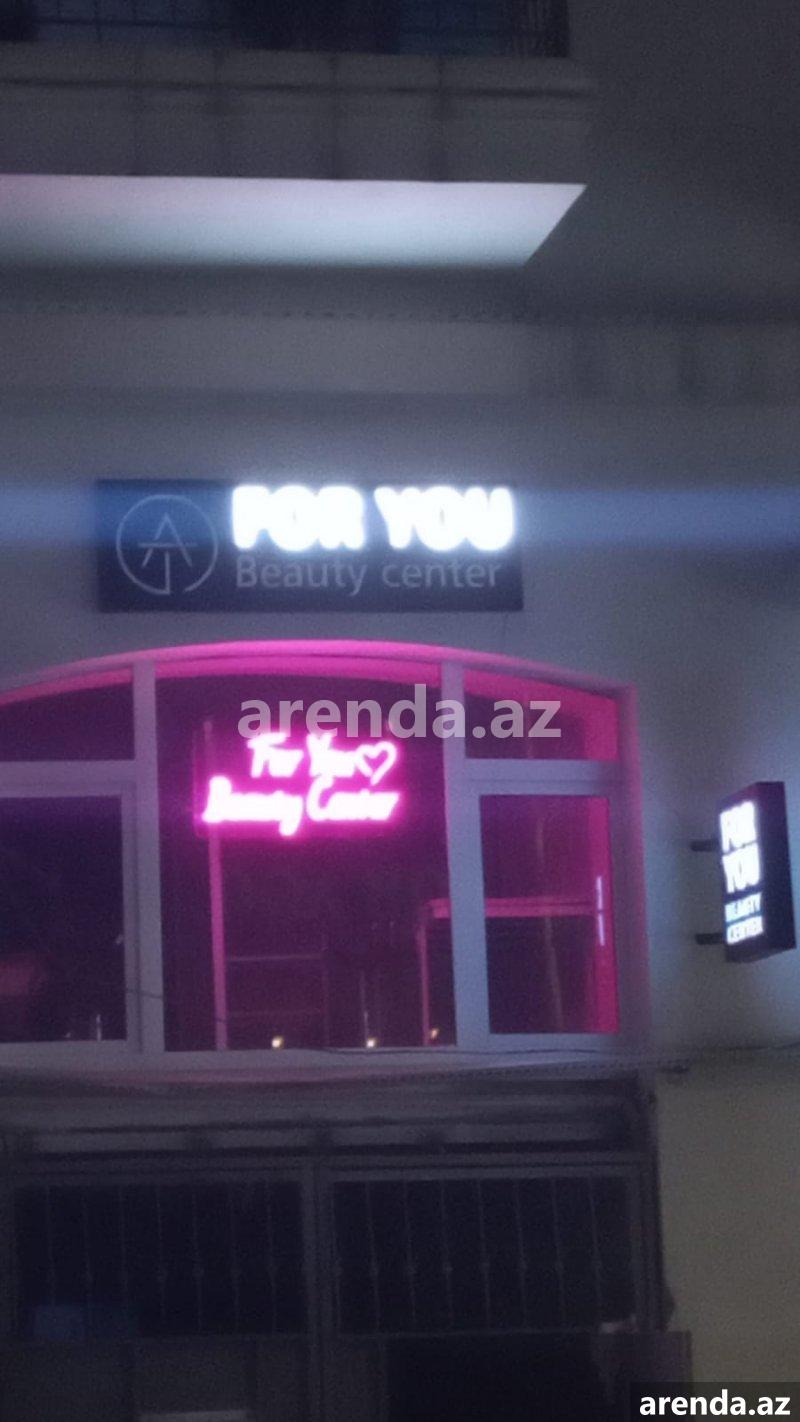 FOR YOU
Beauty center
arenda.az
For You
Beauty Center
FOR
YOU
BEAUTY
CENTER
arenda.az